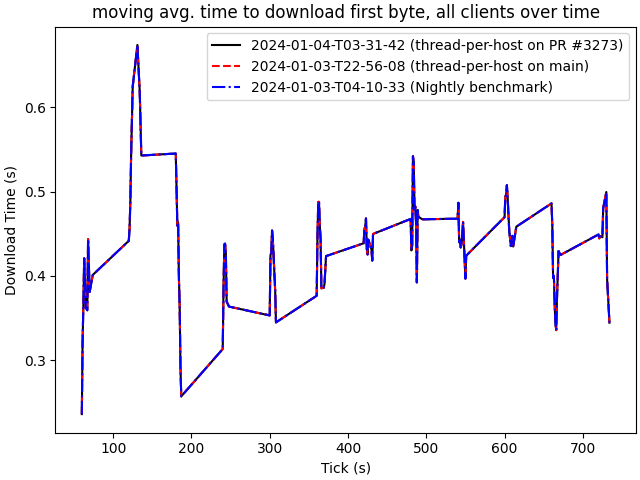 moving avg. time to download first byte, all clients over time
2024-01-04-T03-31-42 (thread-per-host on PR #3273)
2024-01-03-T22-56-08 (thread-per-host on main)
2024-01-03-T04-10-33 (Nightly benchmark)
0.6
0.5
0.4
0.3
Download Time (s)
100 200 300 400 500 600 700
Tick (s)